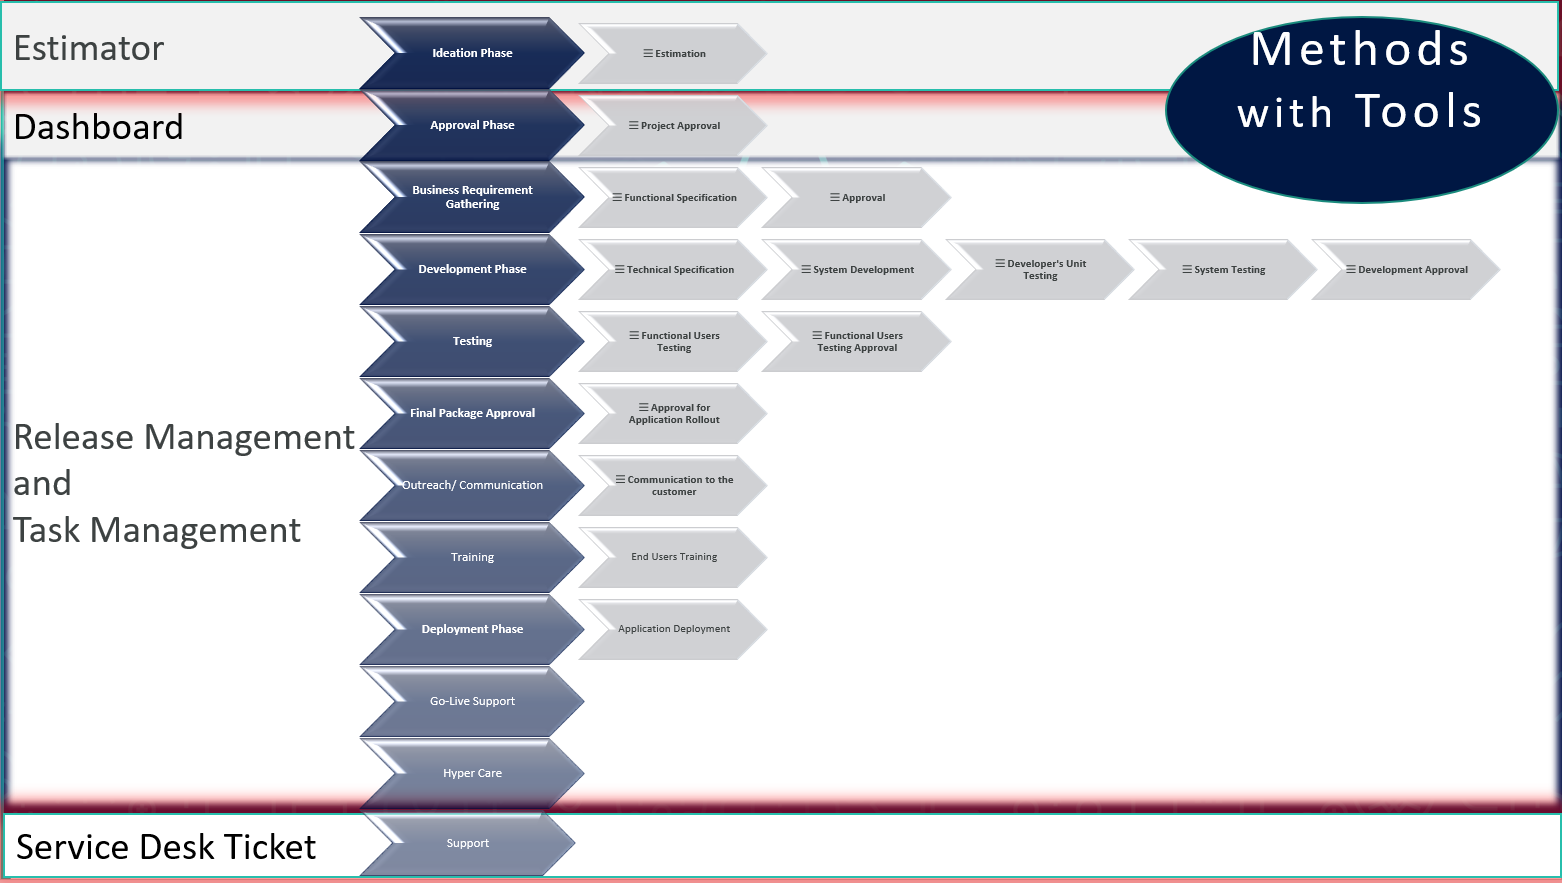 Estimator
Ideation Phase
☰ Estimation
Methods
with Tools
Dashboard
Approval Phase
☰ Project Approval
Business Requirement
Gathering
☰ Functional Specification
☰ Approval
Development Phase
☰ Technical Specification
☰ System Development
☰ Developer's Unit
Testing
☰ System Testing
☰ Development Approval
Testing
☰ Functional Users
Testing
☰ Functional Users
Testing Approval
Release Management
and
Task Management
Final Package Approval
☰ Approval for
Application Rollout
Outreach/ Communication
☰ Communication to the
customer
Training
End Users Training
Deployment Phase
Application Deployment
Go-Live Support
Hyper Care
Service Desk Ticket
Support